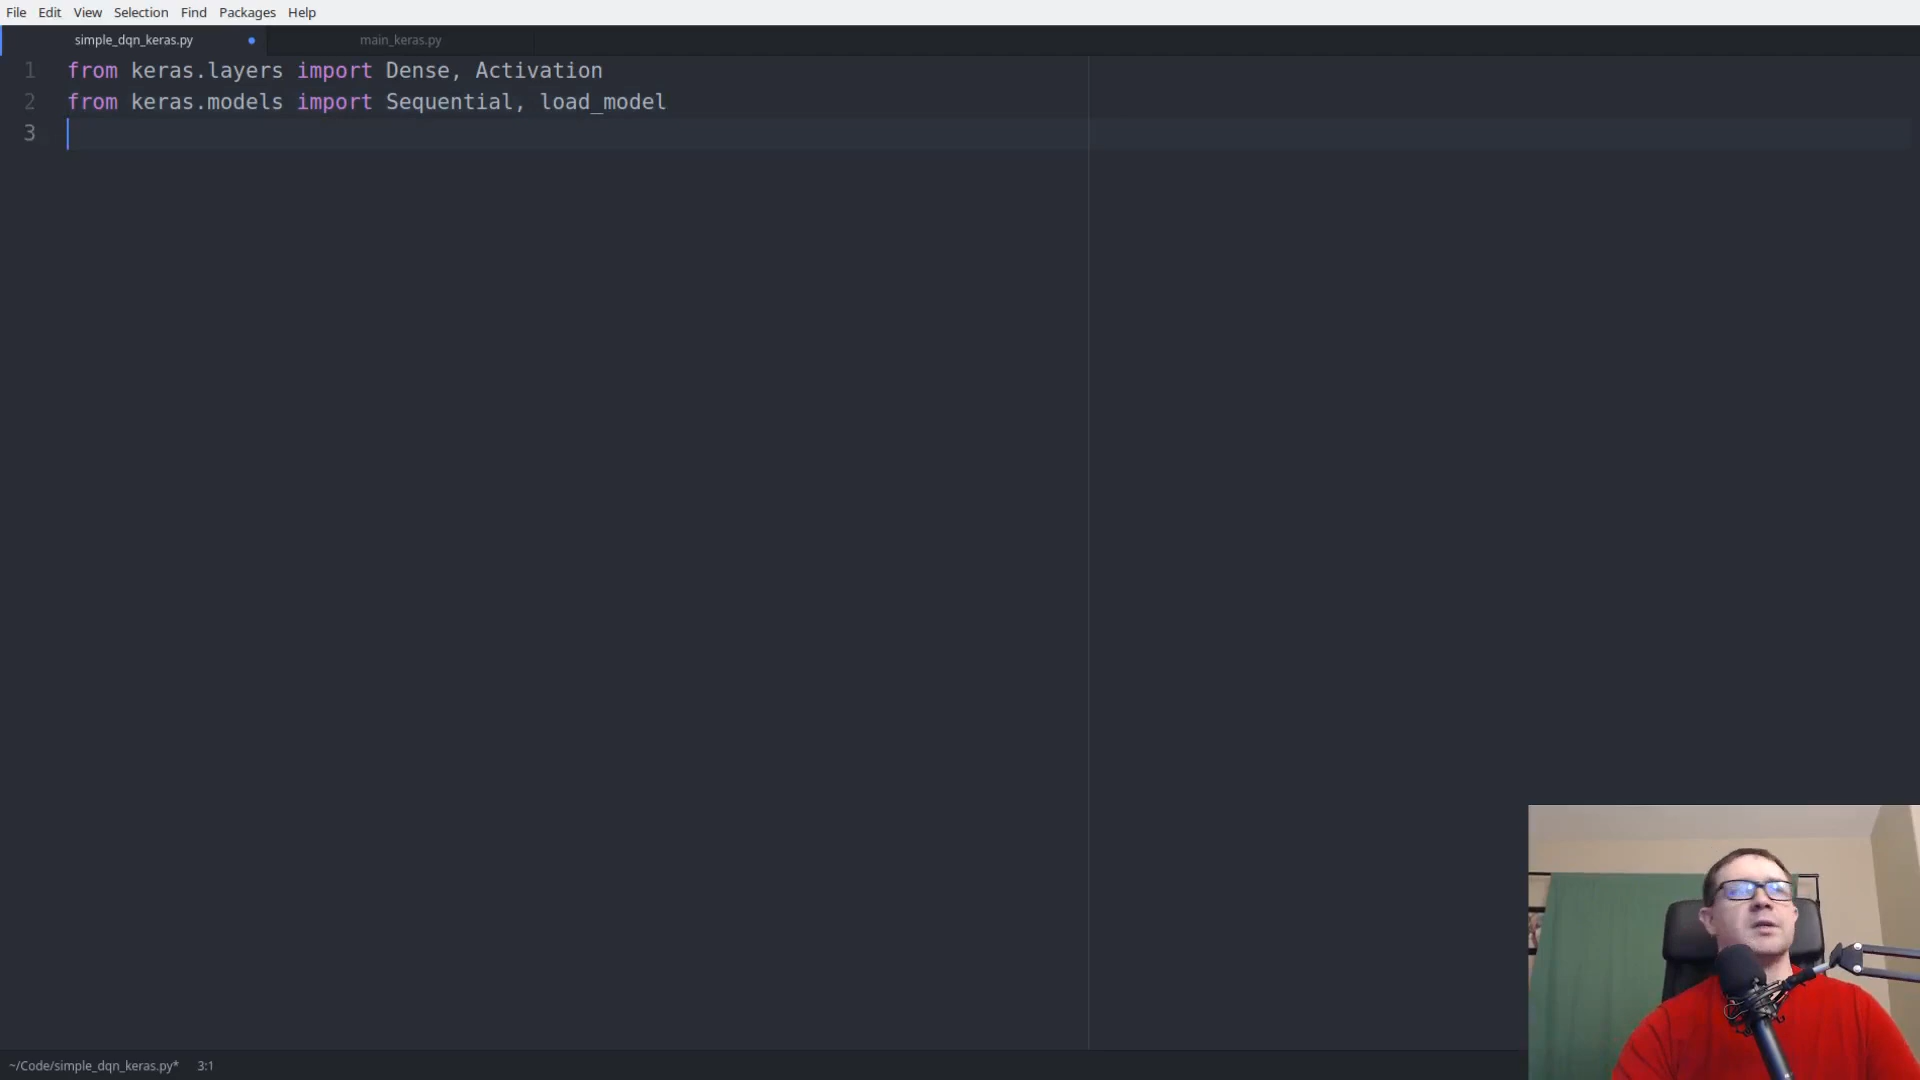 File Edit View Selection Find Packages Help
simple_dqn_keras.py main_keras.py
1 from keras.layers import Dense, Activation
2 from keras.models import Sequential, load_model
3
~/Code/simple_dqn_keras.py* 3:1